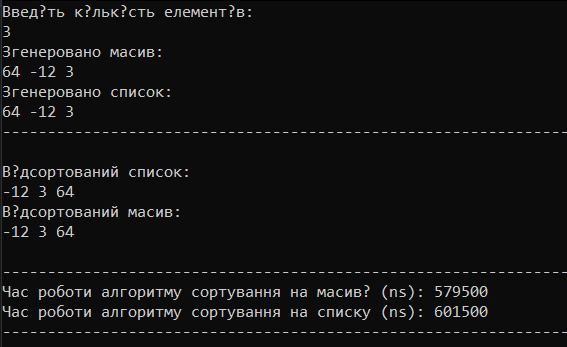 Введ?ть к?льк?сть елемент?в:
3
Згенеровано масив:
64 -12 3
Згенеровано список:
64 -12 3
---------------------------------------------------------------
В?дсортований список:
-12 3 64
В?дсортований масив:
-12 3 64
---------------------------------------------------------------
Час роботи алгоритму сортування на масив? (ns): 579500
Час роботи алгоритму сортування на списку (ns): 601500
---------------------------------------------------------------